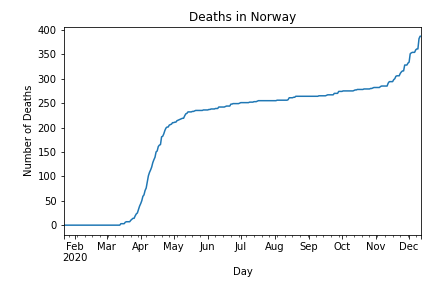 Deaths in Norway
400
350
300
250
200
150
100
50
0
Number of Deaths
Feb Mar Apr May Jun Jul Aug Sep Oct Nov Dec
2020
Day